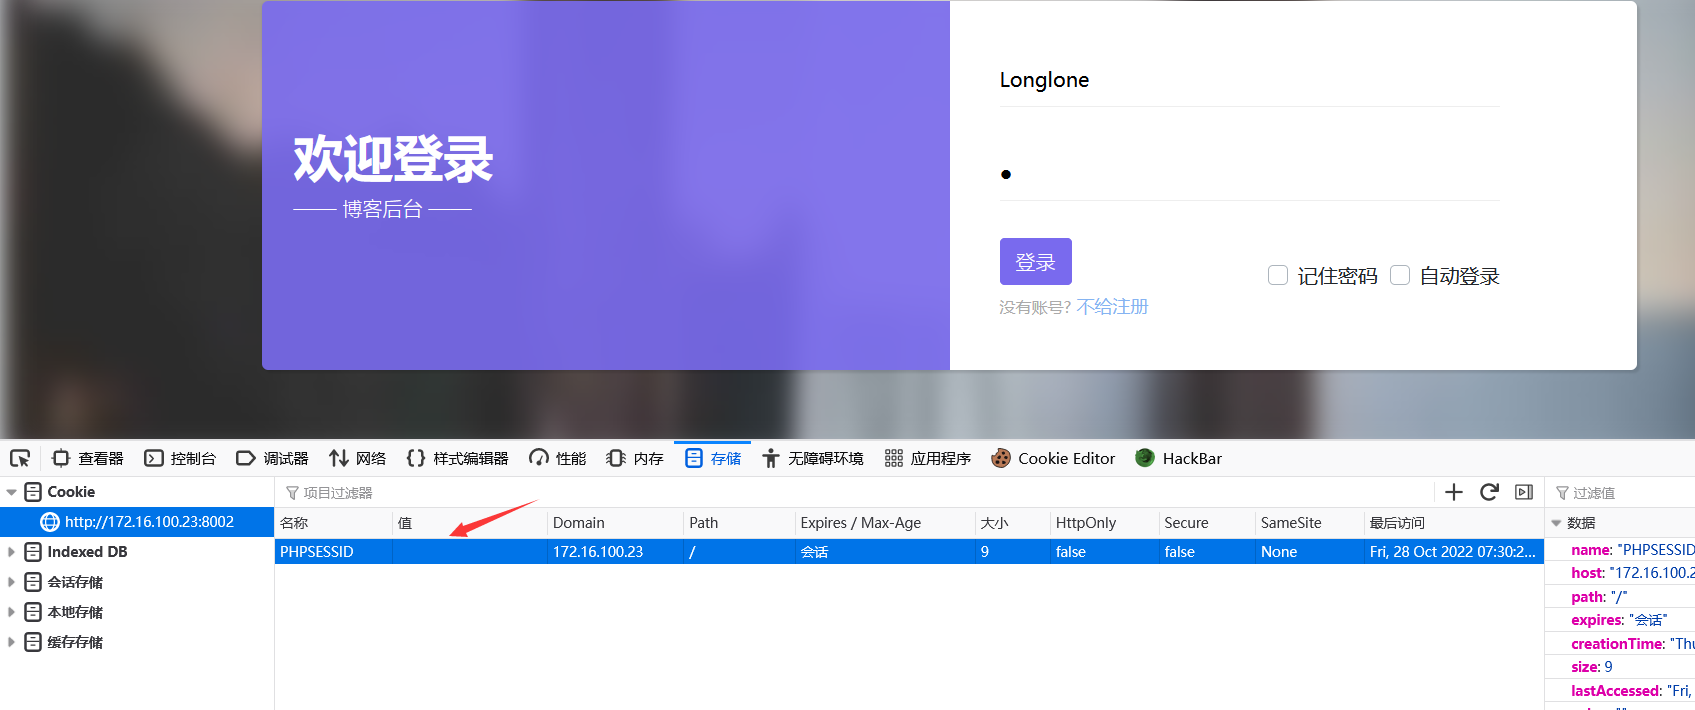 Longlone
欢迎登录
—— 博客后台 ——
登录
记住密码 自动登录
没有账号? 不给注册
查看器 控制台 调试器 网络 样式编辑器 性能 内存 存储 无障碍环境 应用程序 Cookie Editor HackBar
Cookie
http://172.16.100.23:8002
Indexed DB
会话存储
本地存储
缓存存储
项目过滤器
名称 值 Domain Path Expires / Max-Age 大小 HttpOnly Secure SameSite 最后访问
PHPSESSID 172.16.100.23 / 会话 9 false false None Fri, 28 Oct 2022 07:30:2...
过滤值
数据
name: "PHPSESSID
host: "172.16.100.2
path: "/"
expires: "会话"
creationTime: "Thu
size: 9
lastAccessed: "Fri,